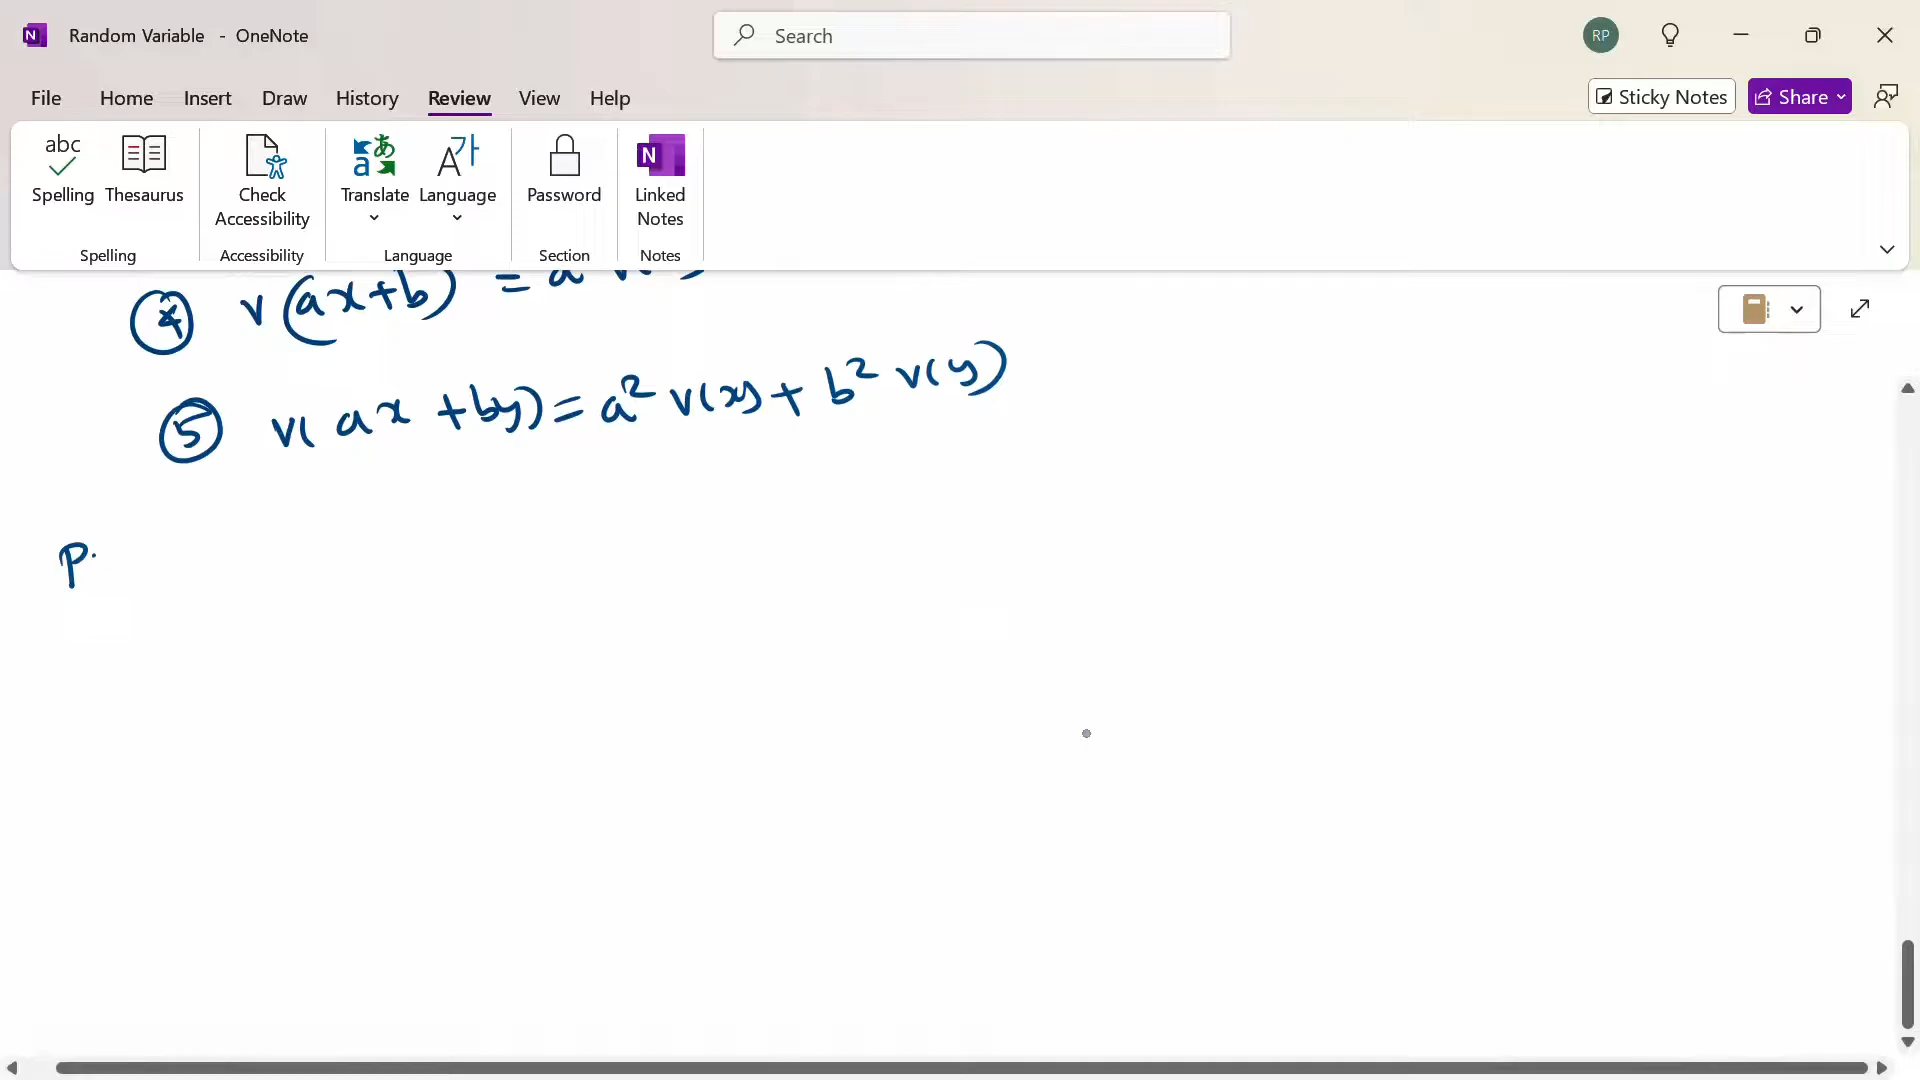 Random Variable - OneNote
Search
RP
File Home Insert Draw History Review View Help
Sticky Notes Share
abc
Spelling Thesaurus Check Accessibility Translate Language Password Linked Notes
Spelling Accessibility Language Section Notes
④ v(ax+b) = a
⑤ v(ax+by) = a² v(x) + b² v(y)
P.